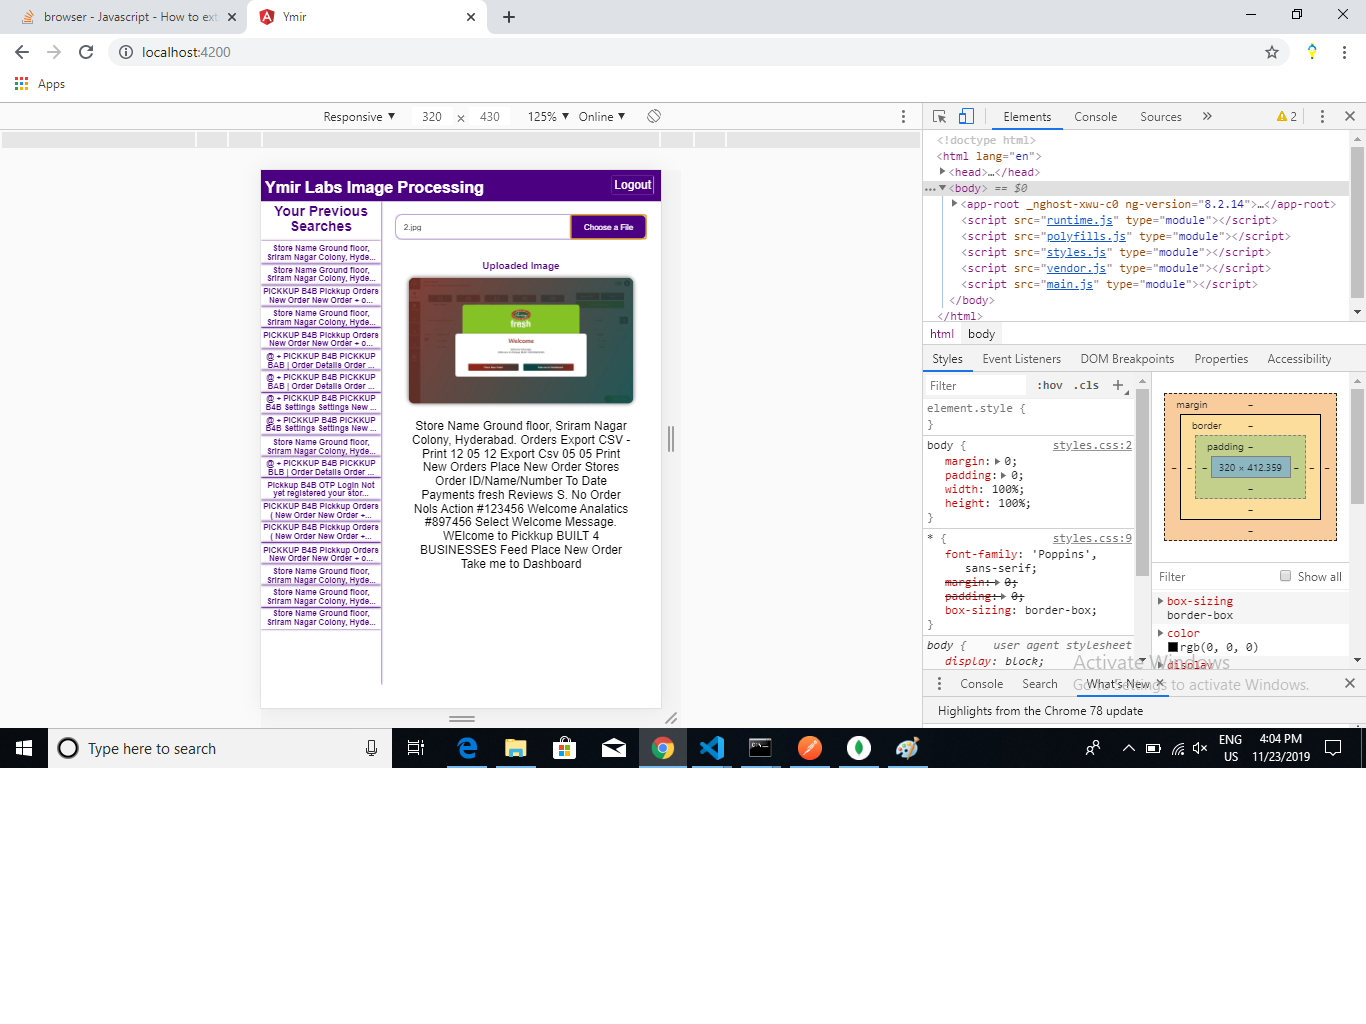 browser - Javascript - How to ext
Ymir
localhost:4200
Apps
Responsive
320 x 430
125%
Online
Elements
Console
Sources
2
Ymir Labs Image Processing
Logout
Your Previous
Searches
Store Name Ground floor,
Sriram Nagar Colony, Hyde...
Store Name Ground floor,
Sriram Nagar Colony, Hyde...
PICKKUP B4B Pickkup Orders
New Order New Order + o...
Store Name Ground floor,
Sriram Nagar Colony, Hyde...
PICKKUP B4B Pickkup Orders
New Order New Order + o...
@ + PICKKUP B4B PICKKUP
BAB | Order Details Order ...
@ + PICKKUP B4B PICKKUP
BAB | Order Details Order ...
@ + PICKKUP B4B PICKKUP
B4B Settings Settings New ...
@ + PICKKUP B4B PICKKUP
B4B Settings Settings New ...
Store Name Ground floor,
Sriram Nagar Colony, Hyde...
@ + PICKKUP B4B PICKKUP
BLB | Order Details Order ...
Pickkup B4B OTP Login Not
yet registered your stor...
PICKKUP B4B Pickkup Orders
( New Order New Order +...
PICKKUP B4B Pickkup Orders
( New Order New Order +...
PICKKUP B4B Pickkup Orders
New Order New Order + o...
Store Name Ground floor,
Sriram Nagar Colony, Hyde...
Store Name Ground floor,
Sriram Nagar Colony, Hyde...
Store Name Ground floor,
Sriram Nagar Colony, Hyde...
2.jpg
Choose a File
Uploaded Image
fresh
Welcome
Store Name Ground floor, Sriram Nagar
Colony, Hyderabad. Orders Export CSV -
Print 12 05 12 Export Csv 05 05 Print
New Orders Place New Order Stores
Order ID/Name/Number To Date
Payments fresh Reviews S. No Order
Nols Action #123456 Welcome Analatics
#897456 Select Welcome Message.
WElcome to Pickkup BUILT 4
BUSINESSES Feed Place New Order
Take me to Dashboard
<!doctype html>
<html lang="en">
<head>…</head>
<body> == $0
<app-root _nghost-xwu-c0 ng-version="8.2.14">…</app-root>
<script src="runtime.js" type="module"></script>
<script src="polyfills.js" type="module"></script>
<script src="styles.js" type="module"></script>
<script src="vendor.js" type="module"></script>
<script src="main.js" type="module"></script>
</body>
</html>
html body
Styles
Event Listeners
DOM Breakpoints
Properties
Accessibility
Filter
:hov .cls +
element.style {
}
body { styles.css:2
margin: 0;
padding: 0;
width: 100%;
height: 100%;
}
* { styles.css:9
font-family: 'Poppins',
sans-serif;
margin: 0;
padding: 0;
box-sizing: border-box;
}
body { user agent stylesheet
display: block;
margin –
border –
padding –
– – – 320 × 412.359 – – –
–
–
–
Filter
Show all
box-sizing
border-box
color
rgb(0, 0, 0)
display
Activate Windows
Go to Settings to activate Windows.
Console
Search
What's New
Highlights from the Chrome 78 update
Type here to search
ENG
US
4:04 PM
11/23/2019